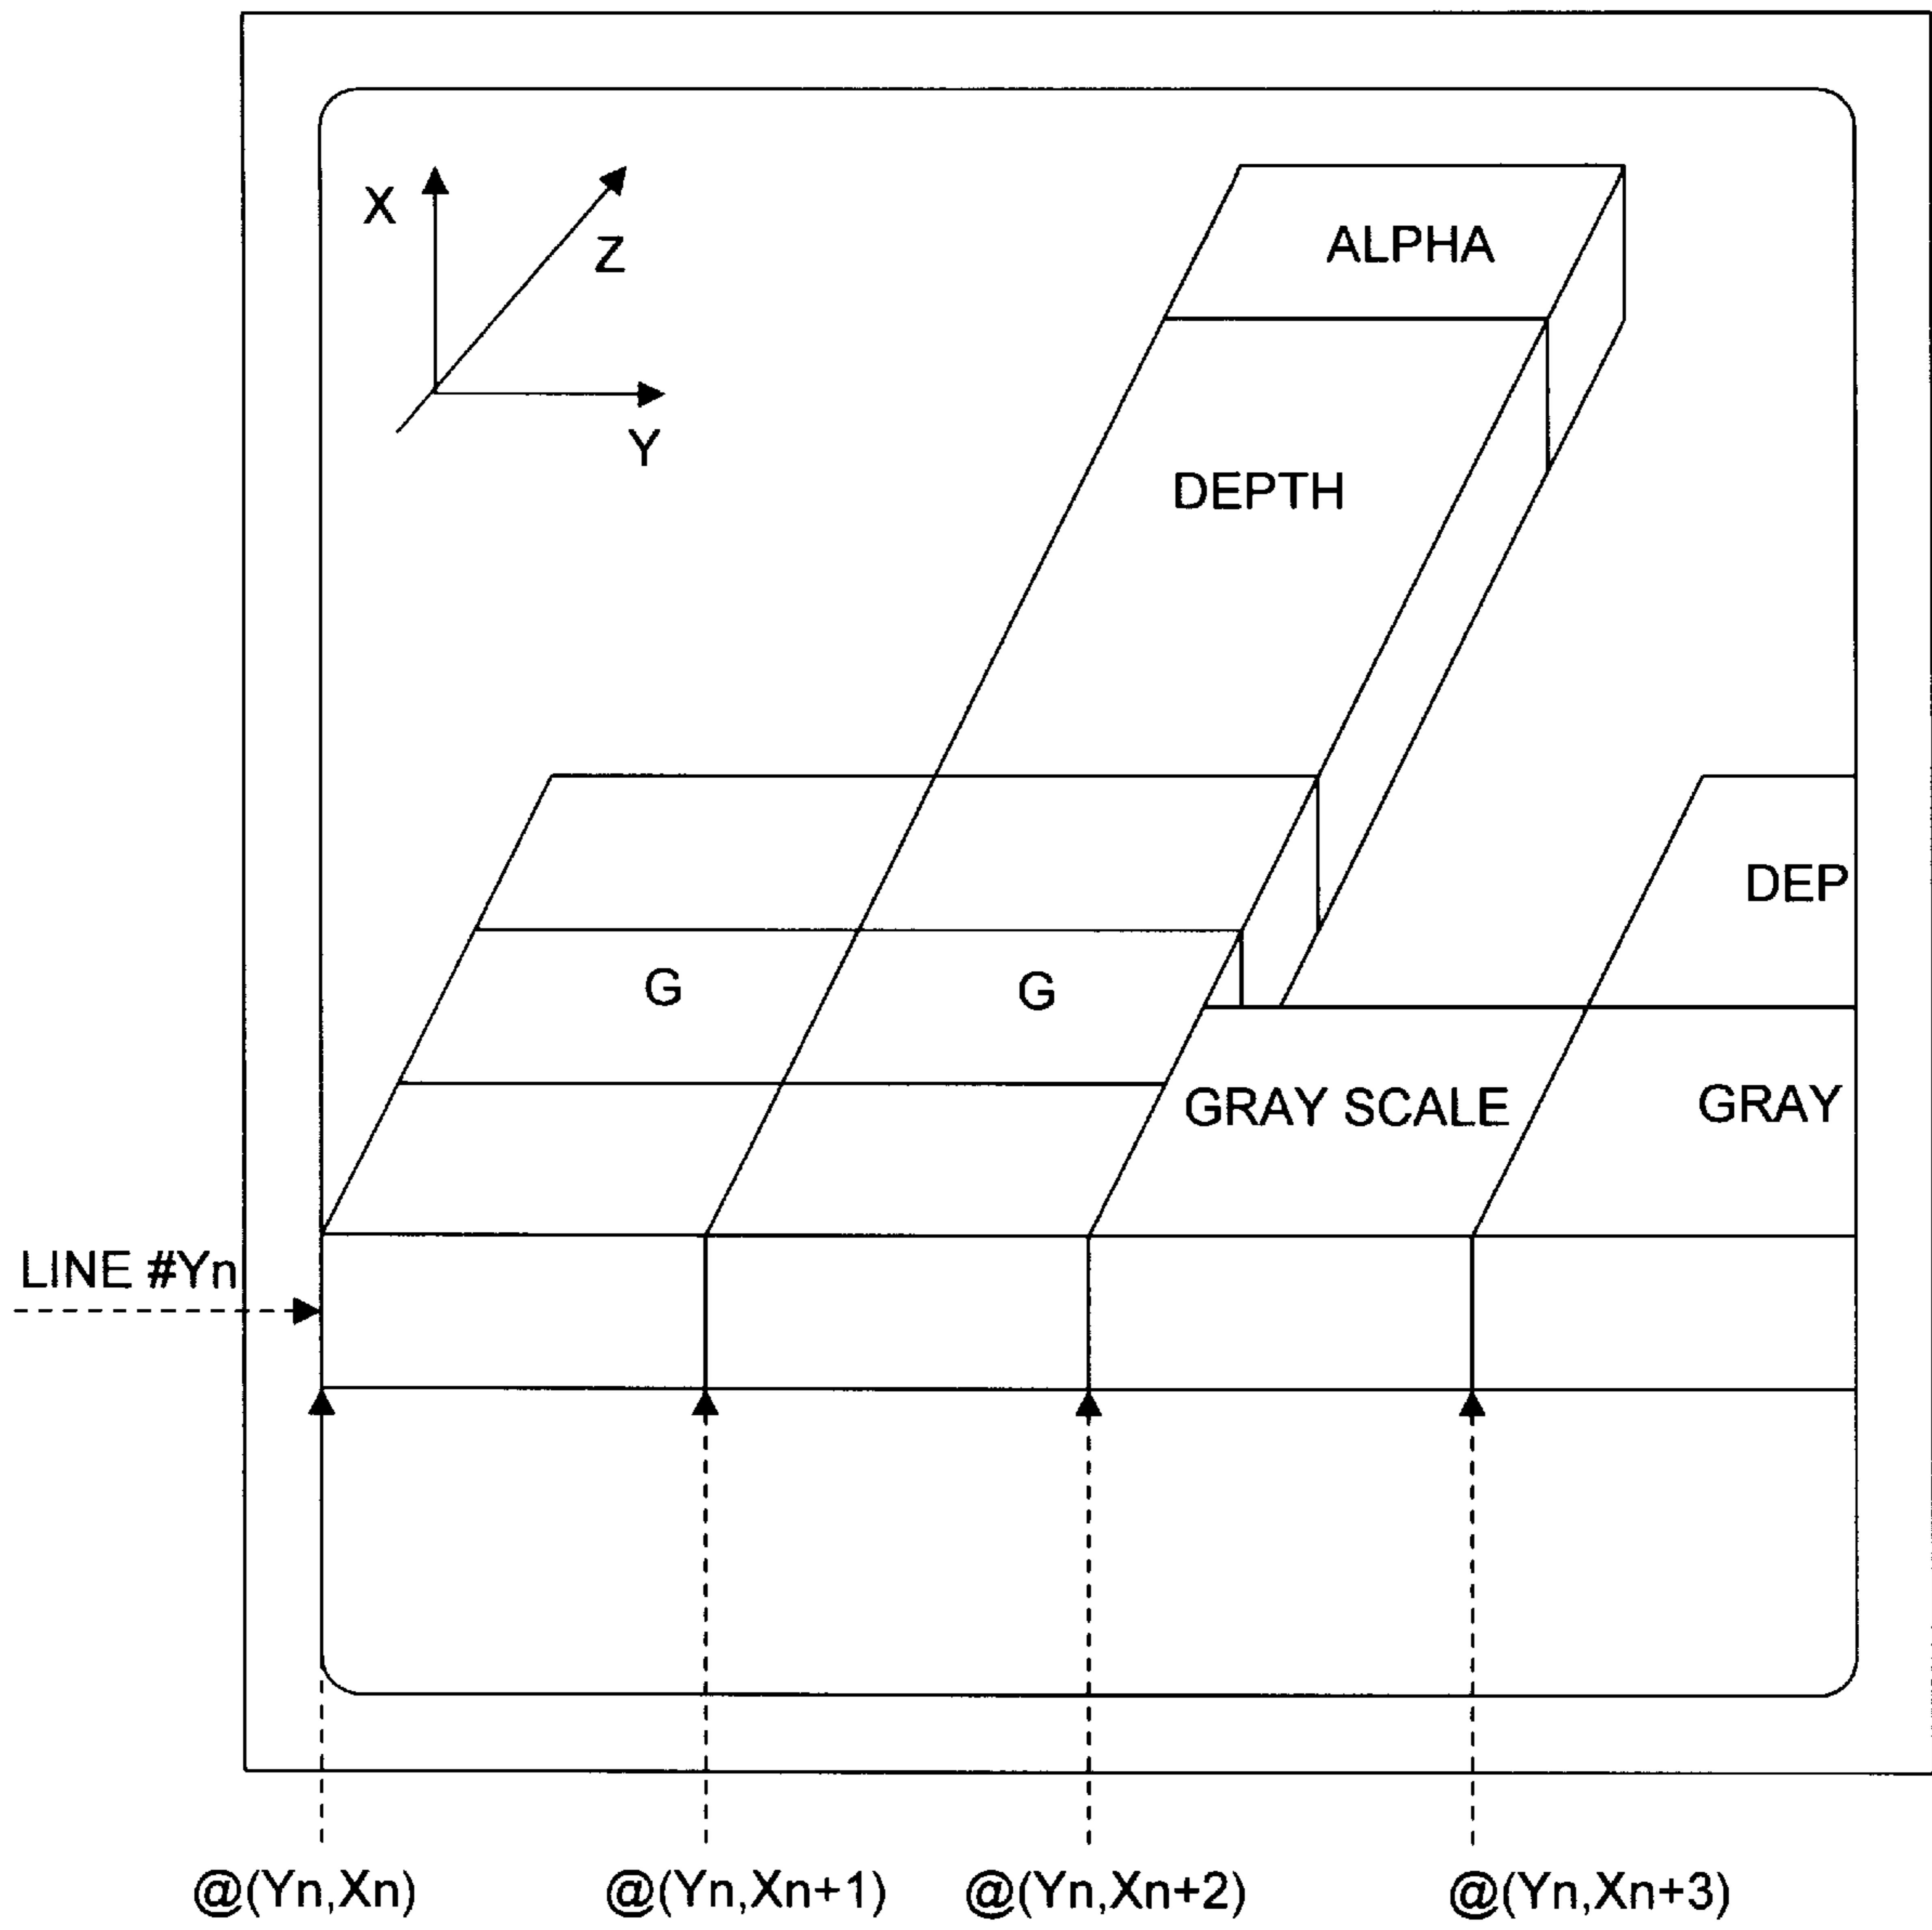 X
Z
Y
ALPHA
DEPTH
DEP
G
G
GRAY SCALE
GRAY
LINE #Yn
@(Yn,Xn)
@(Yn,Xn+1)
@(Yn,Xn+2)
@(Yn,Xn+3)